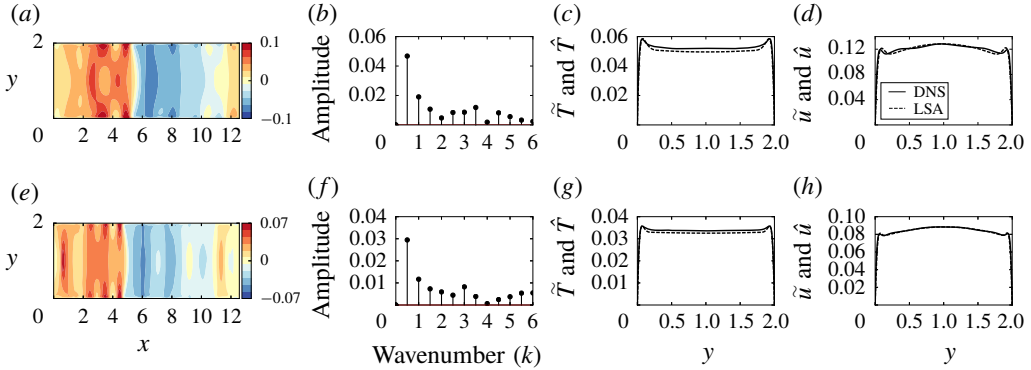 (a) (b) (c) (d)
2 0.1 0.06 0.06 0.12
y 0 Amplitude 0.04 T̃ and T̂ 0.04 ũ and û DNS
0.02 0.02 0.04 LSA
−0.1
0 2 4 6 8 10 12 0 1 2 3 4 5 6 0 0.5 1.0 1.5 2.0 0 0.5 1.0 1.5 2.0
(e) (f) (g) (h)
2 0.07 0.04 0.04 0.10
0.03 0.03 0.08
y 0 Amplitude 0.02 T̃ and T̂ 0.02 ũ and û 0.06
0.04
0.01 0.01 0.02
−0.07
0 2 4 6 8 10 12 0 1 2 3 4 5 6 0 0.5 1.0 1.5 2.0 0 0.5 1.0 1.5 2.0
x Wavenumber (k) y y